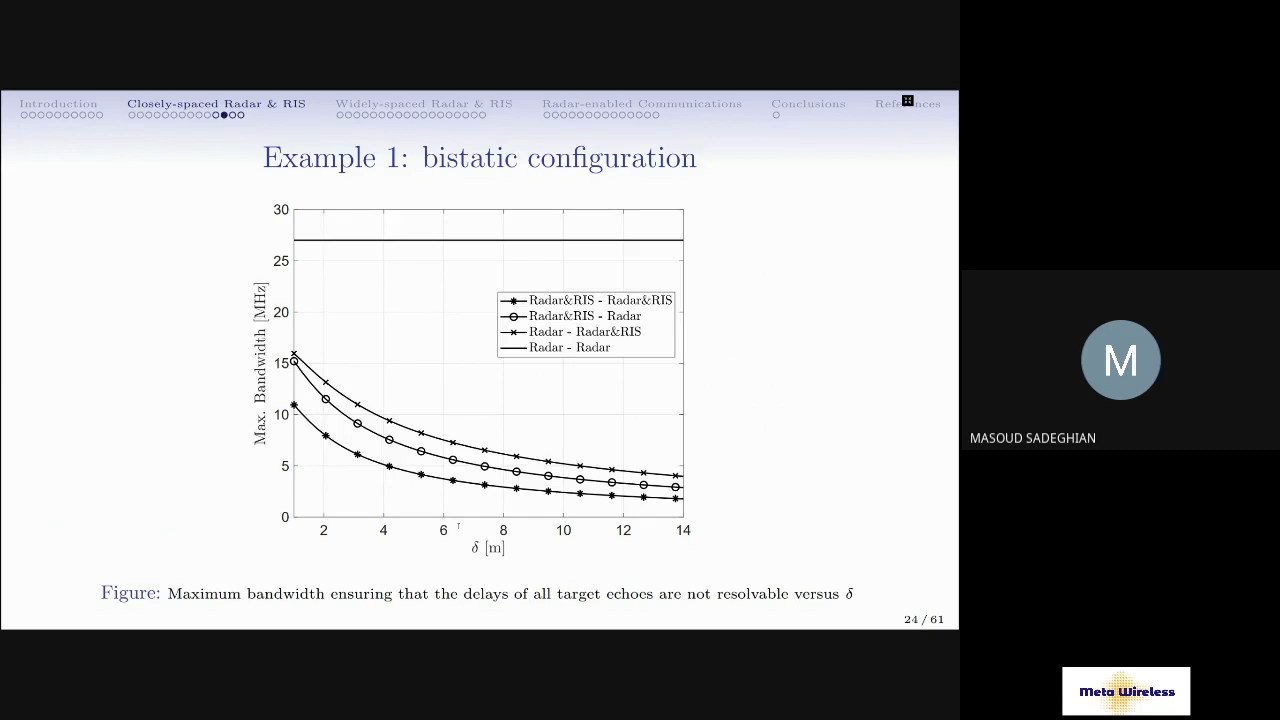 Introduction Closely-spaced Radar & RIS Widely-spaced Radar & RIS Radar-enabled Communications Conclusions
Example 1: bistatic configuration
30
25
20
15
10
5
0
Max. Bandwidth [MHz]
Radar&RIS - Radar&RIS
Radar&RIS - Radar
Radar - Radar&RIS
Radar - Radar
2 4 6 8 10 12 14
δ [m]
Figure: Maximum bandwidth ensuring that the delays of all target echoes are not resolvable versus δ
24 / 61
M
MASOUD SADEGHIAN
Meta Wireless